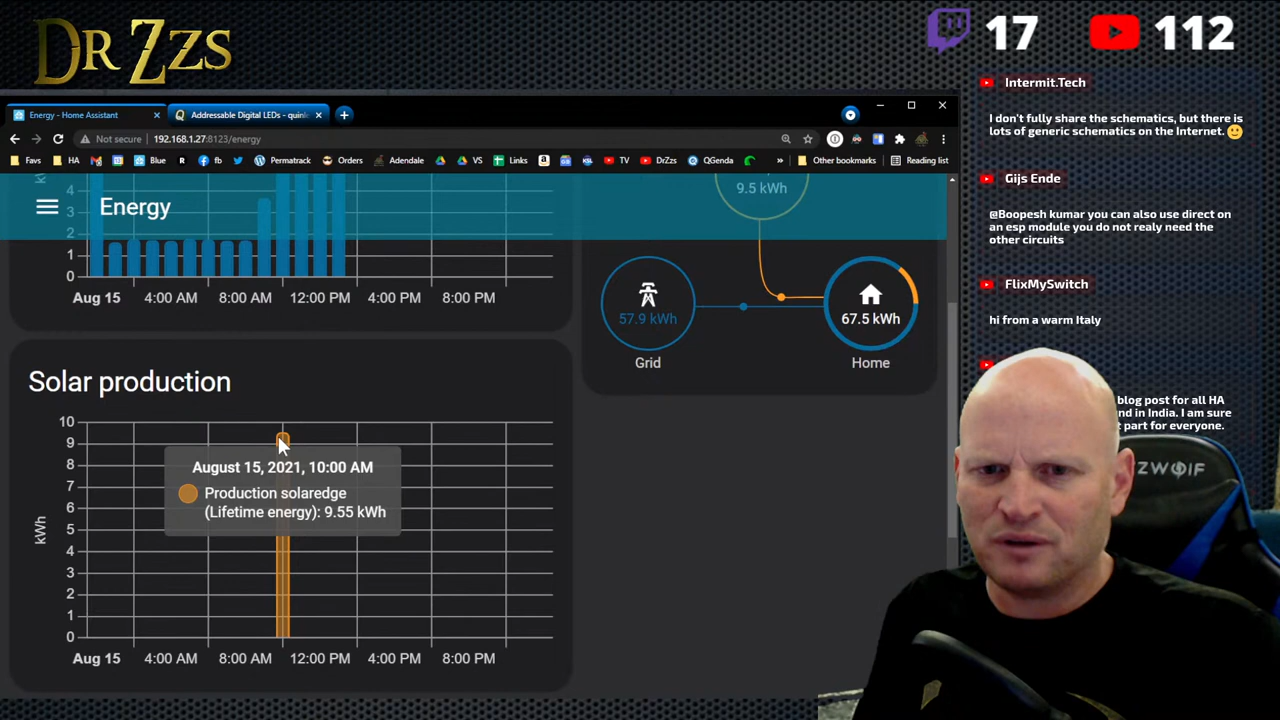 DR ZZS
17
112
Energy - Home Assistant
Addressable Digital LEDs - quinle
Not secure
192.168.1.27:8123/energy
Favs
HA
Blue
R
fb
Permatrack
Orders
Adendale
VS
Links
TV
DrZzs
QGenda
Other bookmarks
Reading list
Energy
4
3
2
1
0
Aug 15
4:00 AM
8:00 AM
12:00 PM
4:00 PM
8:00 PM
9.5 kWh
57.9 kWh
Grid
67.5 kWh
Home
Solar production
10
9
8
7
6
5
4
3
2
1
0
kWh
August 15, 2021, 10:00 AM
Production solaredge
(Lifetime energy): 9.55 kWh
Aug 15
4:00 AM
8:00 AM
12:00 PM
4:00 PM
8:00 PM
Intermit.Tech
I don't fully share the schematics, but there is
lots of generic schematics on the Internet.
Gijs Ende
@Boopesh kumar you can also use direct on
an esp module you do not realy need the
other circuits
FlixMySwitch
hi from a warm Italy
blog post for all HA
nd in India. I am sure
part for everyone.